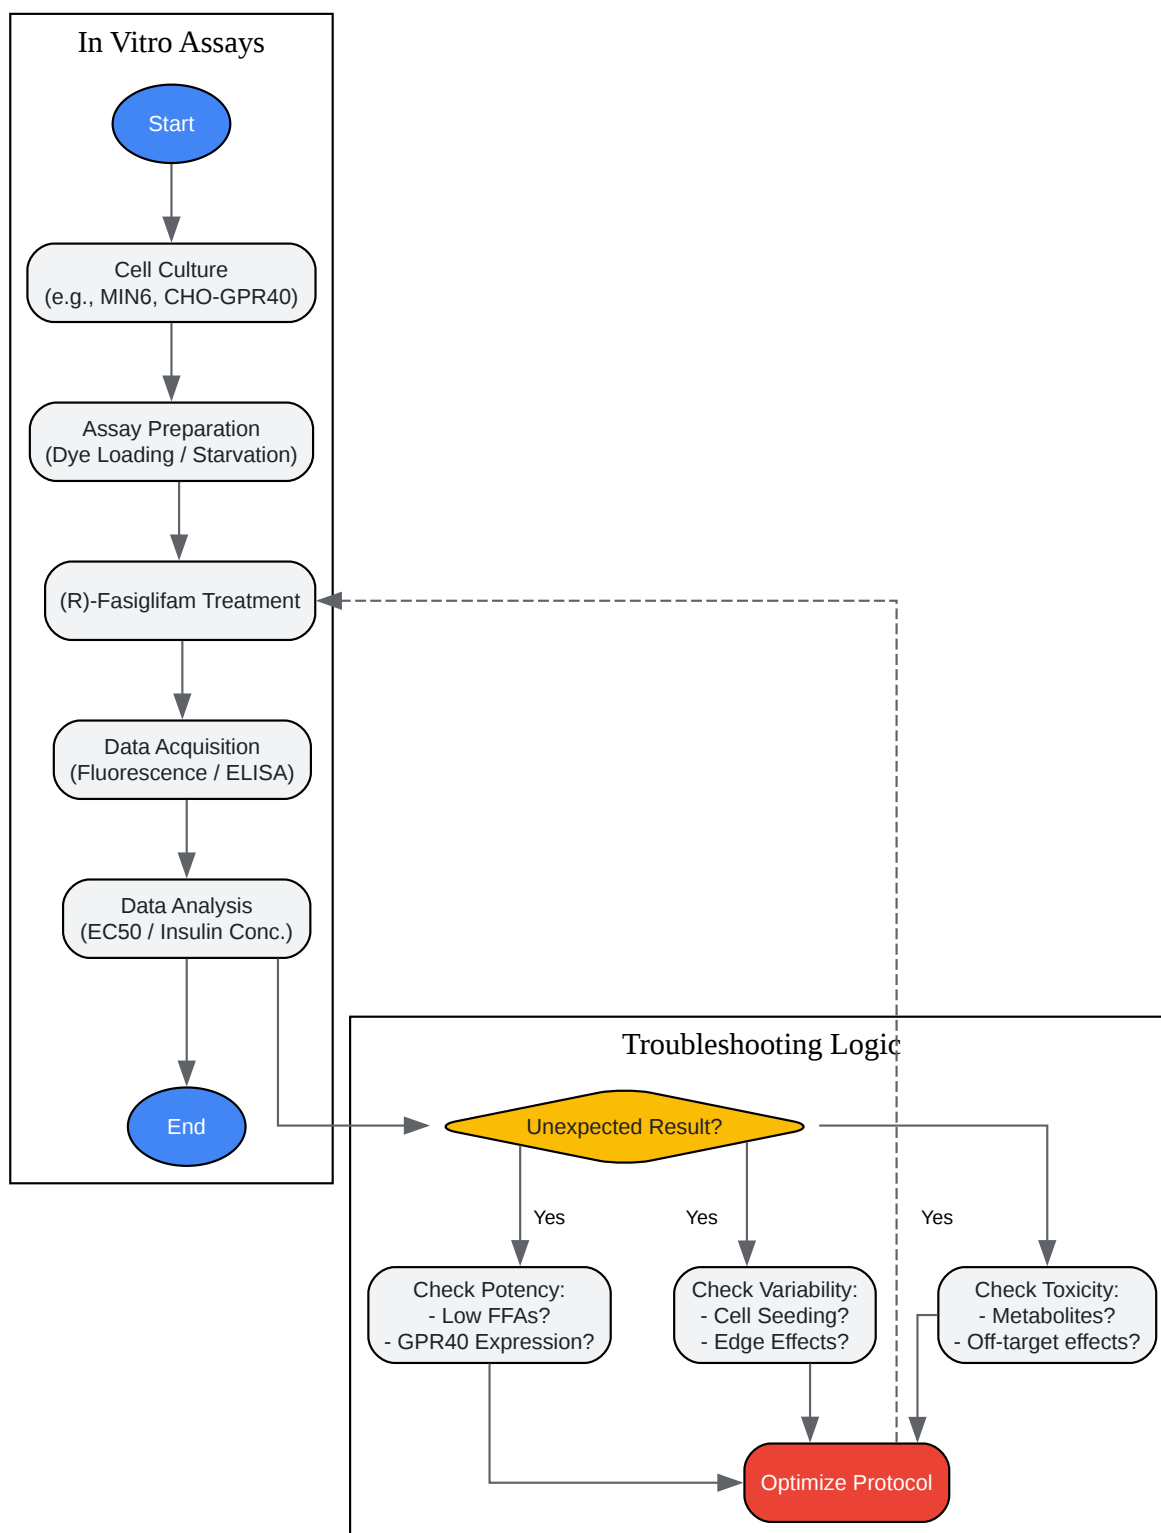 In Vitro Assays
Start
Cell Culture
(e.g., MIN6, CHO-GPR40)
Assay Preparation
(Dye Loading / Starvation)
(R)-Fasiglifam Treatment
Data Acquisition
(Fluorescence / ELISA)
Data Analysis
(EC50 / Insulin Conc.)
End
Troubleshooting Logic
Unexpected Result?
Yes
Yes
Yes
Check Potency:
- Low FFAs?
- GPR40 Expression?
Check Variability:
- Cell Seeding?
- Edge Effects?
Check Toxicity:
- Metabolites?
- Off-target effects?
Optimize Protocol